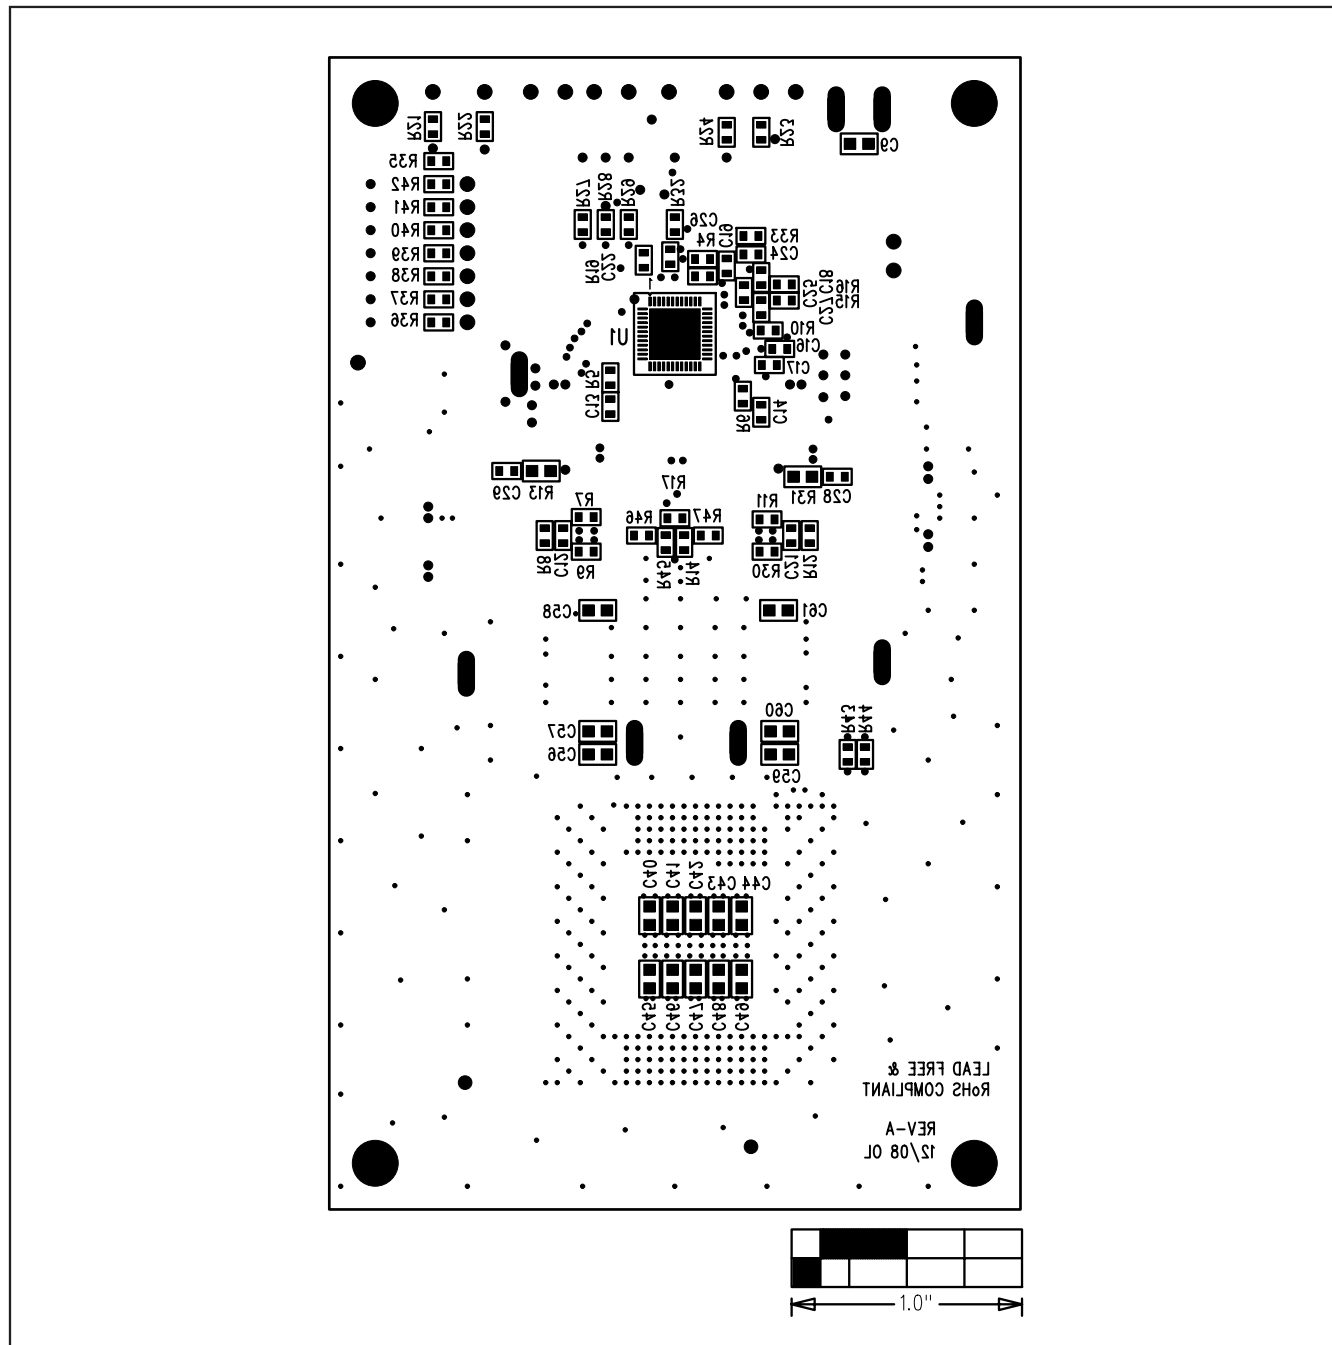 R21
R22
R24
R23
C9
R35
R42
R41
R40
R39
R38
R37
R36
R27
R28
R29
R32
C26
R4
C19
R33
C24
R19
C22
1
C25
C18
R16
C27
R15
U1
R10
C16
C17
R5
C13
R6
C14
C29
R13
R17
R31
C28
R7
R46
R47
R11
R8
C12
R9
R45
R14
R30
C21
R12
C58
C61
C57
C56
C60
C59
R43
R44
C40
C41
C42
C43
C44
C45
C46
C47
C48
C49
LEAD FREE &
RoHS COMPLIANT
REV-A
12/08 OL
1.0"